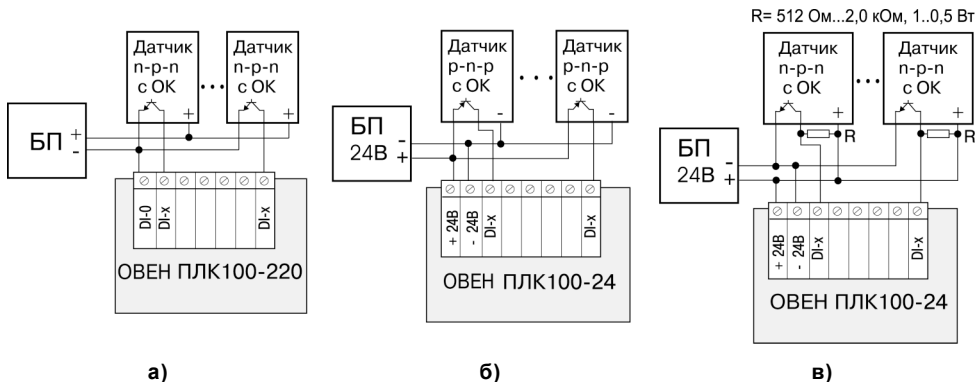 R= 512 Ом...2,0 кОм, 1..0,5 Вт
Датчик
n-p-n
с ОК
+
...
Датчик
n-p-n
с ОК
+
БП
+
-
DI-0
DI-x
DI-x
ОВЕН ПЛК100-220
а)
Датчик
p-n-p
с ОК
-
...
Датчик
p-n-p
с ОК
-
БП
24В
-
+
+ 24В
- 24В
DI-x
DI-x
ОВЕН ПЛК100-24
б)
Датчик
n-p-n
с ОК
+
...
Датчик
n-p-n
с ОК
+
R
R
БП
24В
-
+
+ 24В
- 24В
DI-x
DI-x
ОВЕН ПЛК100-24
в)